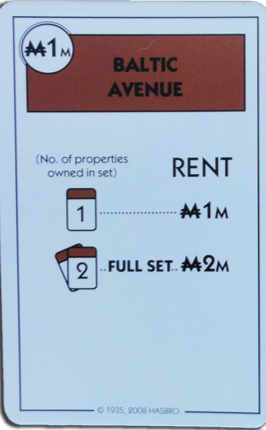 ₩1M
BALTIC
AVENUE
(No. of properties
owned in set)
RENT
1 ₩1M
2 FULL SET ₩2M
© 1935, 2008 HASBRO